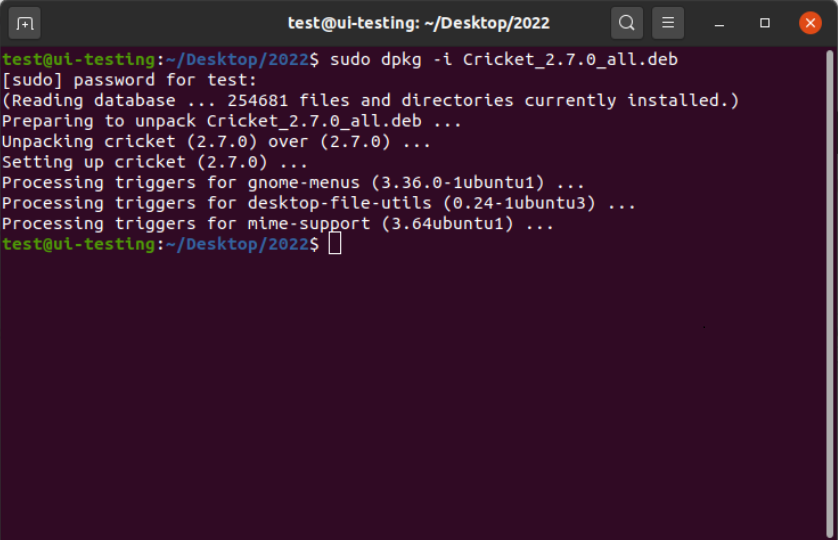 test@ui-testing: ~/Desktop/2022
test@ui-testing:~/Desktop/2022$ sudo dpkg -i Cricket_2.7.0_all.deb
[sudo] password for test:
(Reading database ... 254681 files and directories currently installed.)
Preparing to unpack Cricket_2.7.0_all.deb ...
Unpacking cricket (2.7.0) over (2.7.0) ...
Setting up cricket (2.7.0) ...
Processing triggers for gnome-menus (3.36.0-1ubuntu1) ...
Processing triggers for desktop-file-utils (0.24-1ubuntu3) ...
Processing triggers for mime-support (3.64ubuntu1) ...
test@ui-testing:~/Desktop/2022$